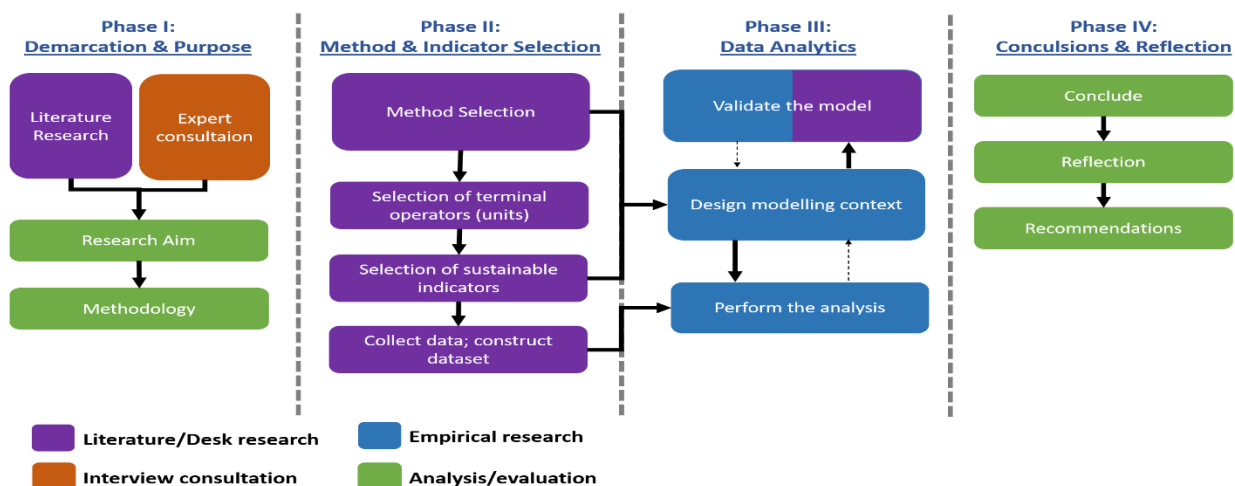 Phase I:
Demarcation & Purpose
Literature
Research
Expert
consultaion
Research Aim
Methodology
Phase II:
Method & Indicator Selection
Method Selection
Selection of terminal
operators (units)
Selection of sustainable
indicators
Collect data; construct
dataset
Phase III:
Data Analytics
Validate the model
Design modelling context
Perform the analysis
Phase IV:
Conculsions & Reflection
Conclude
Reflection
Recommendations
Literature/Desk research
Interview consultation
Empirical research
Analysis/evaluation